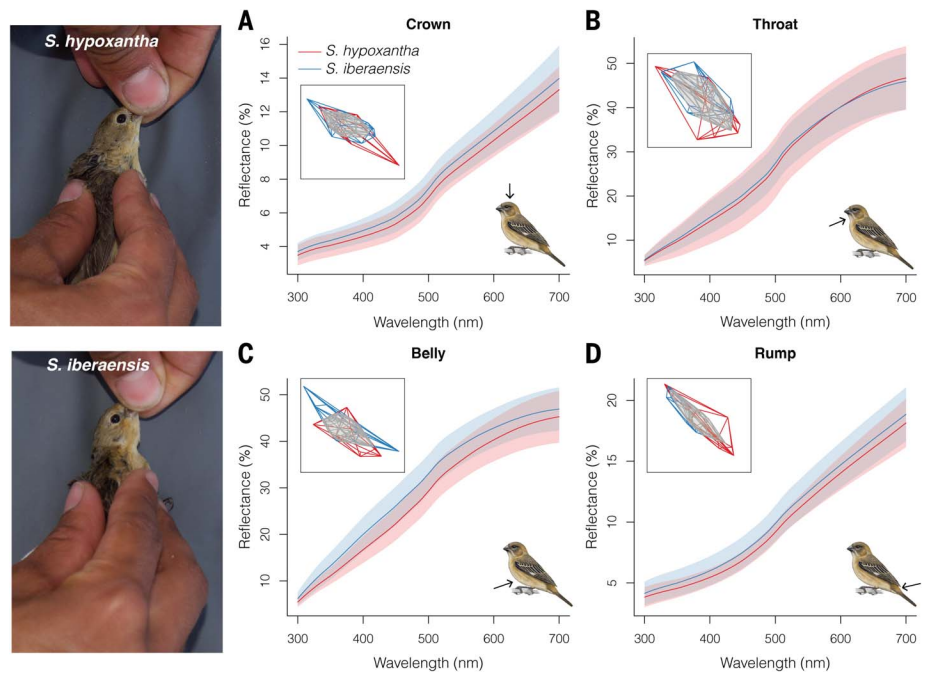 S. hypoxantha
S. iberaensis
A
Crown
S. hypoxantha
S. iberaensis
16
14
12
10
8
6
4
Reflectance (%)
300
400
500
600
700
Wavelength (nm)
B
Throat
50
40
30
20
10
Reflectance (%)
300
400
500
600
700
Wavelength (nm)
C
Belly
50
40
30
20
10
Reflectance (%)
300
400
500
600
700
Wavelength (nm)
D
Rump
20
15
10
5
Reflectance (%)
300
400
500
600
700
Wavelength (nm)